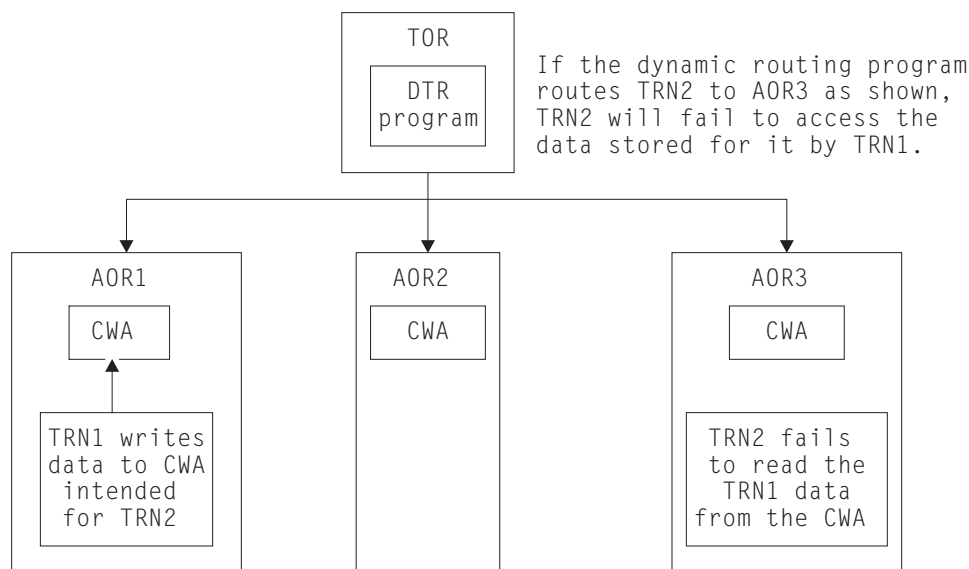 TOR
DTR
program
If the dynamic routing program
routes TRN2 to AOR3 as shown,
TRN2 will fail to access the
data stored for it by TRN1.
AOR1
CWA
TRN1 writes
data to CWA
intended
for TRN2
AOR2
CWA
AOR3
CWA
TRN2 fails
to read the
TRN1 data
from the CWA